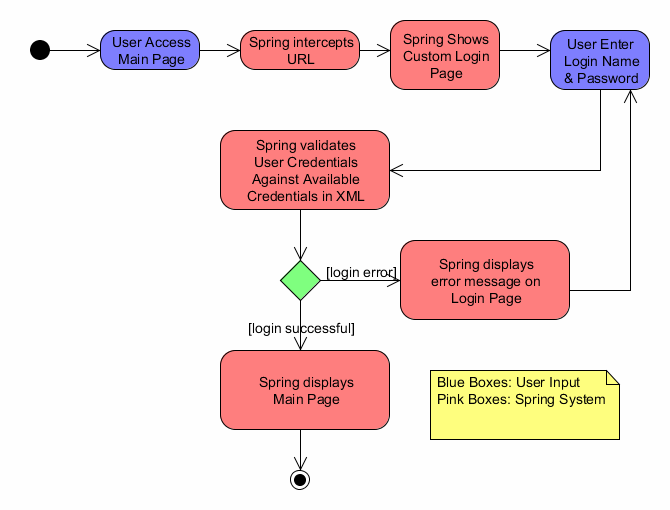 User Access
Main Page
Spring intercepts
URL
Spring Shows
Custom Login
Page
User Enter
Login Name
& Password
Spring validates
User Credentials
Against Available
Credentials in XML
[login error]
Spring displays
error message on
Login Page
[login successful]
Spring displays
Main Page
Blue Boxes: User Input
Pink Boxes: Spring System